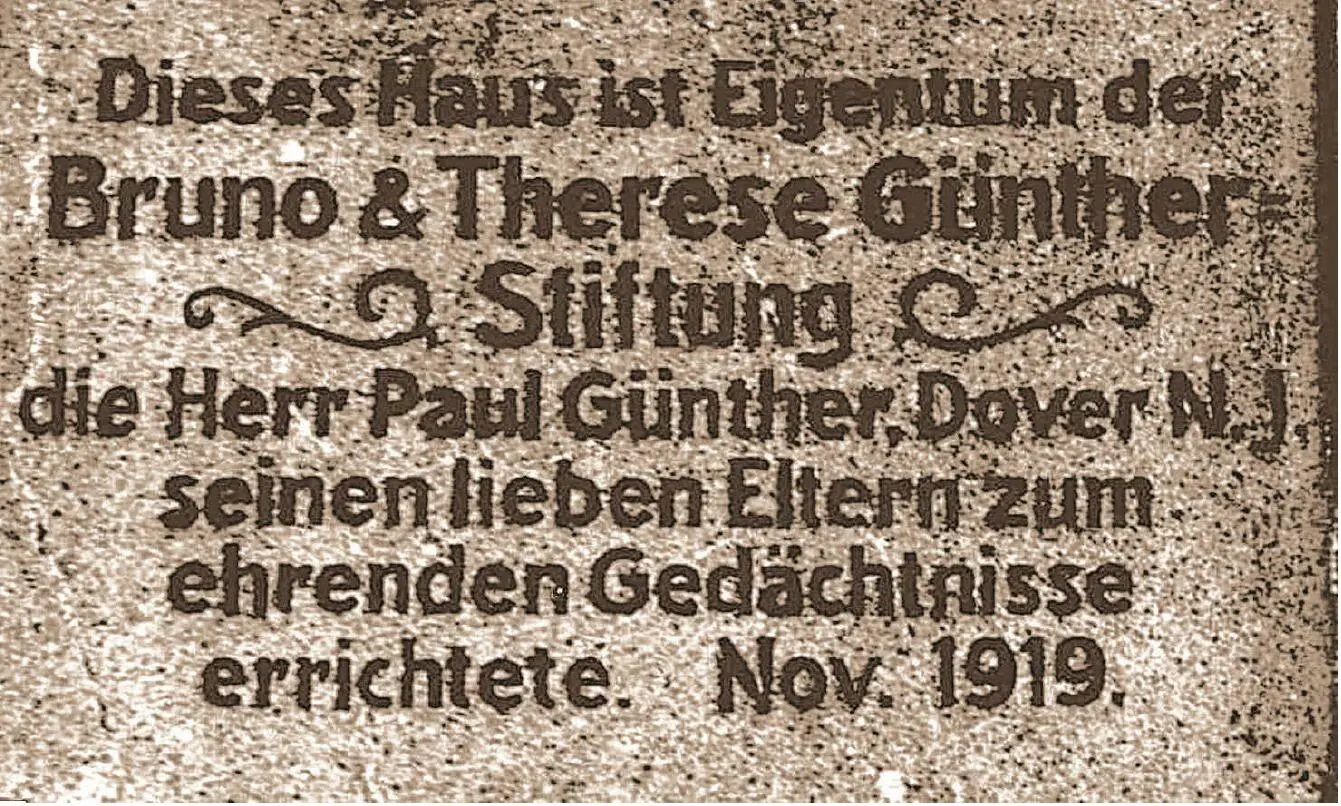 Dieses Haus ist Eigentum der
Bruno & Therese Günther=
Stiftung
die Herr Paul Günther, Dover N.J.
seinen lieben Eltern zum
ehrenden Gedächtnisse
errichtete. Nov. 1919.